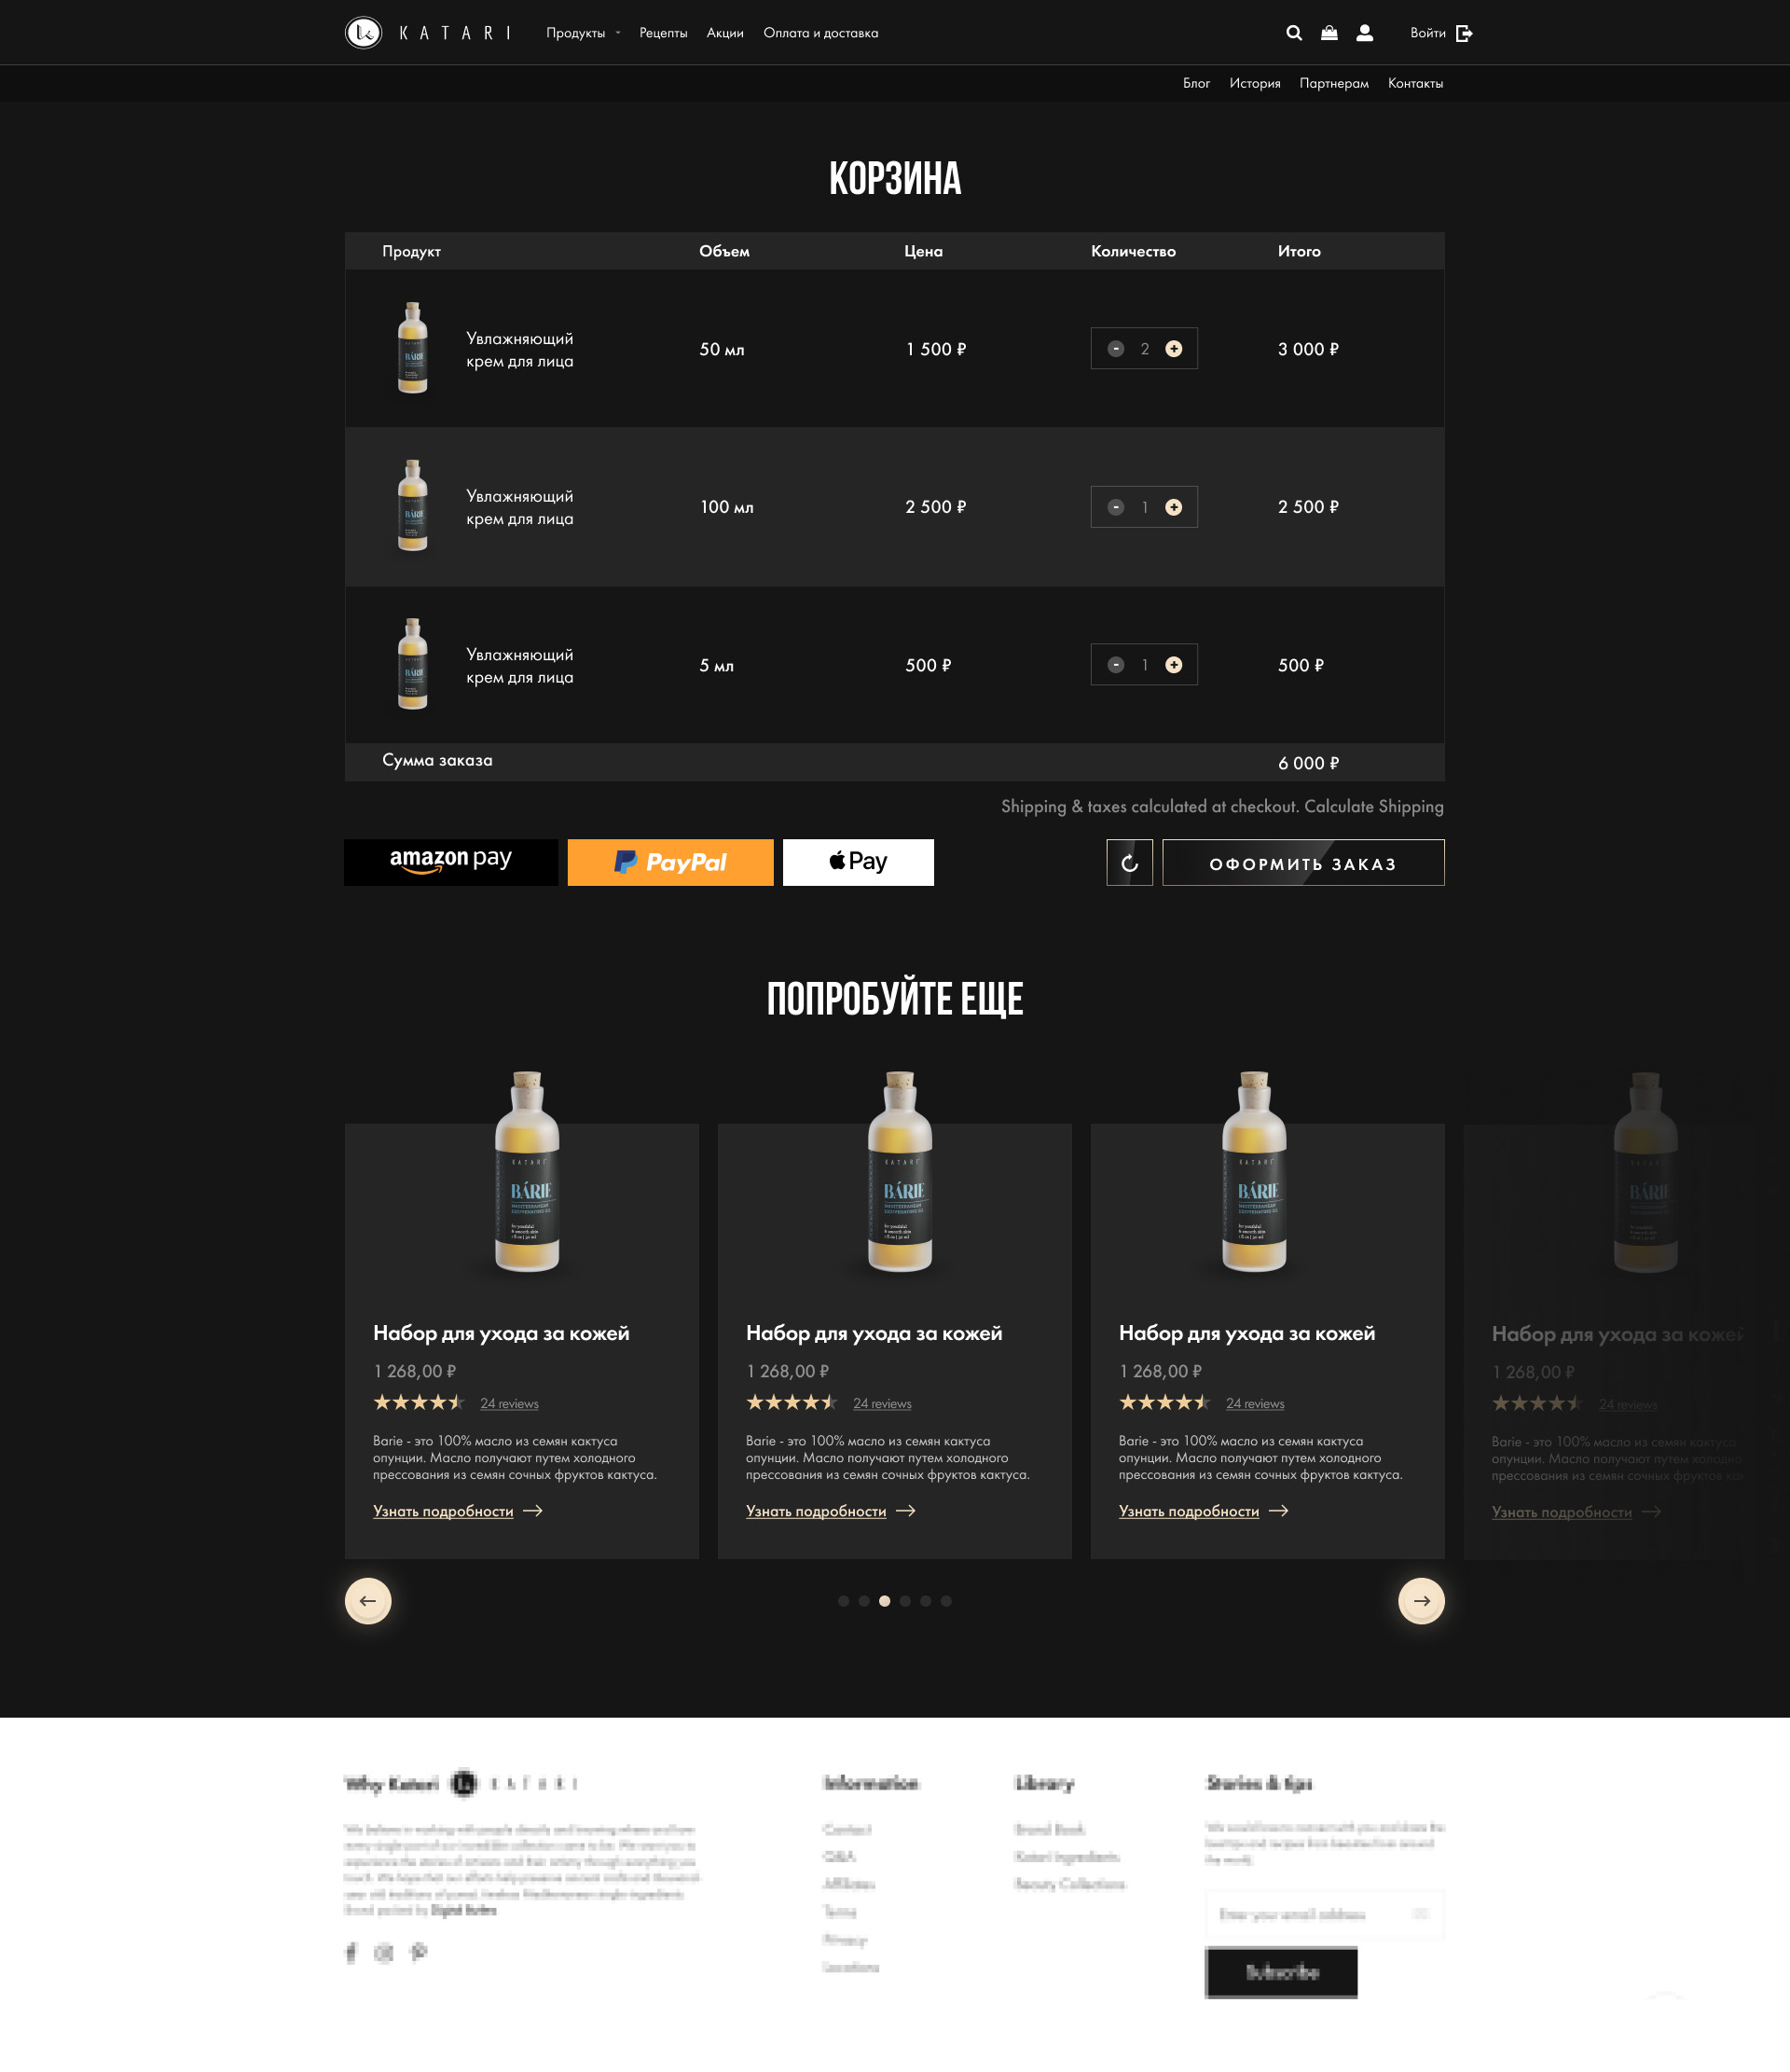 KATARI
Продукты Рецепты Акции Оплата и доставка Войти
Блог История Партнерам Контакты
КОРЗИНА
Продукт Объем Цена Количество Итого
Увлажняющий
крем для лица
50 мл 1 500 ₽ - 2 + 3 000 ₽
Увлажняющий
крем для лица
100 мл 2 500 ₽ - 1 + 2 500 ₽
Увлажняющий
крем для лица
5 мл 500 ₽ - 1 + 500 ₽
Сумма заказа 6 000 ₽
Shipping & taxes calculated at checkout. Calculate Shipping
amazon pay PayPal Pay ОФОРМИТЬ ЗАКАЗ
ПОПРОБУЙТЕ ЕЩЕ
KATARI
BÁRIE
Набор для ухода за кожей
1 268,00 ₽
24 reviews
Barie - это 100% масло из семян кактуса
опунции. Масло получают путем холодного
прессования из семян сочных фруктов кактуса.
Узнать подробности
KATARI
BÁRIE
Набор для ухода за кожей
1 268,00 ₽
24 reviews
Barie - это 100% масло из семян кактуса
опунции. Масло получают путем холодного
прессования из семян сочных фруктов кактуса.
Узнать подробности
KATARI
BÁRIE
Набор для ухода за кожей
1 268,00 ₽
24 reviews
Barie - это 100% масло из семян кактуса
опунции. Масло получают путем холодного
прессования из семян сочных фруктов кактуса.
Узнать подробности
BÁRIE
Набор для ухода за кожей
1 268,00 ₽
24 reviews
Barie - это 100% масло из семян кактуса
опунции. Масло получают путем холодно
прессования из семян сочных фруктов
Узнать подробности
Why Katari KATARI
Information
Contact
Q&A
Affiliates
Terms
Privacy
Locations
Library
Brand Book
Katari Ingredients
Beauty Collections
Stories & tips
Enter your email address
Subscribe